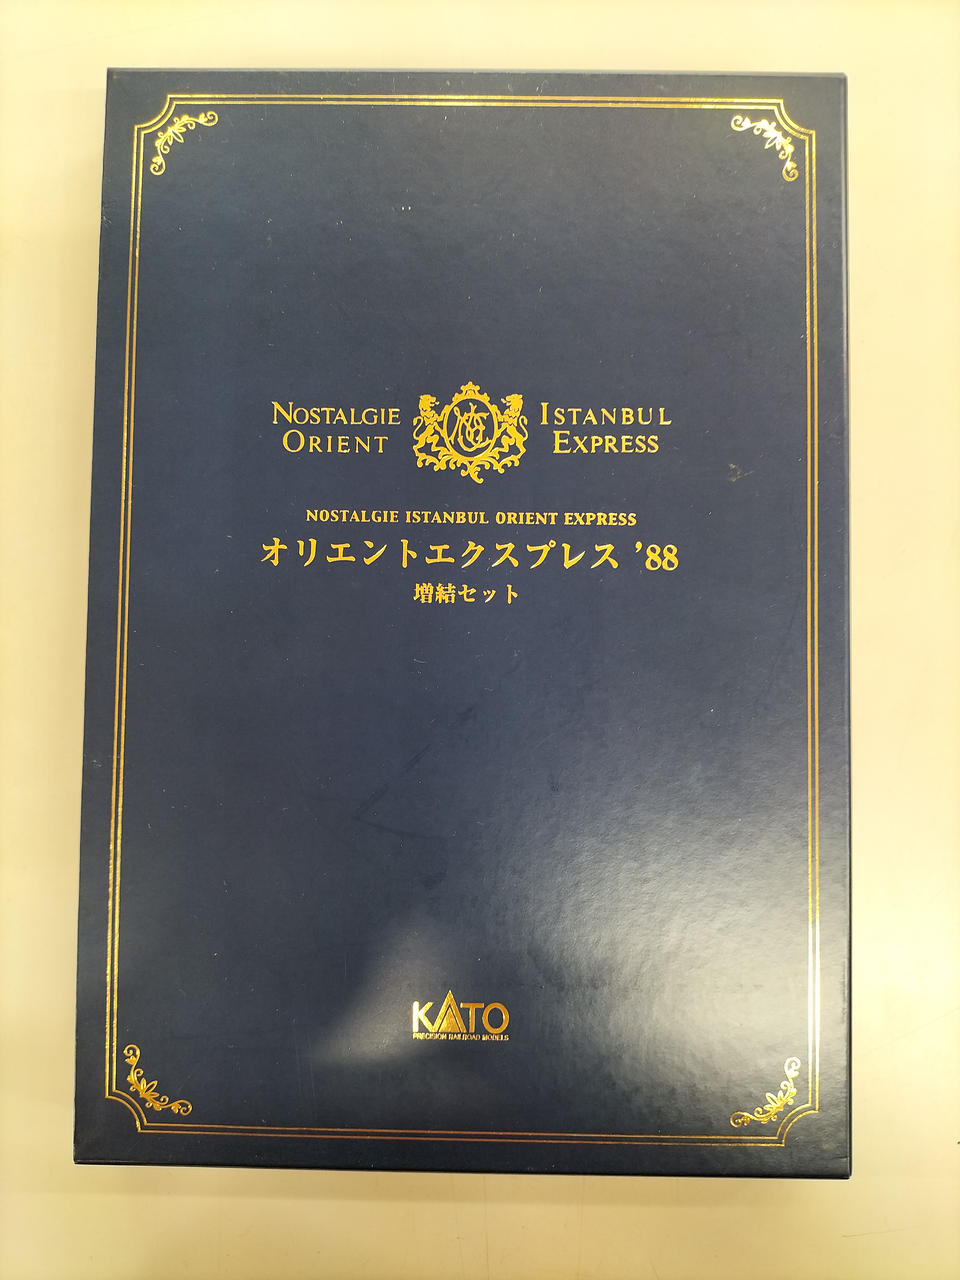 NOSTALGIE ISTANBUL
ORIENT EXPRESS
NOSTALGIE ISTANBUL ORIENT EXPRESS
オリエントエクスプレス ’88
増結セット
KATO
PRECISION RAILROAD MODELS